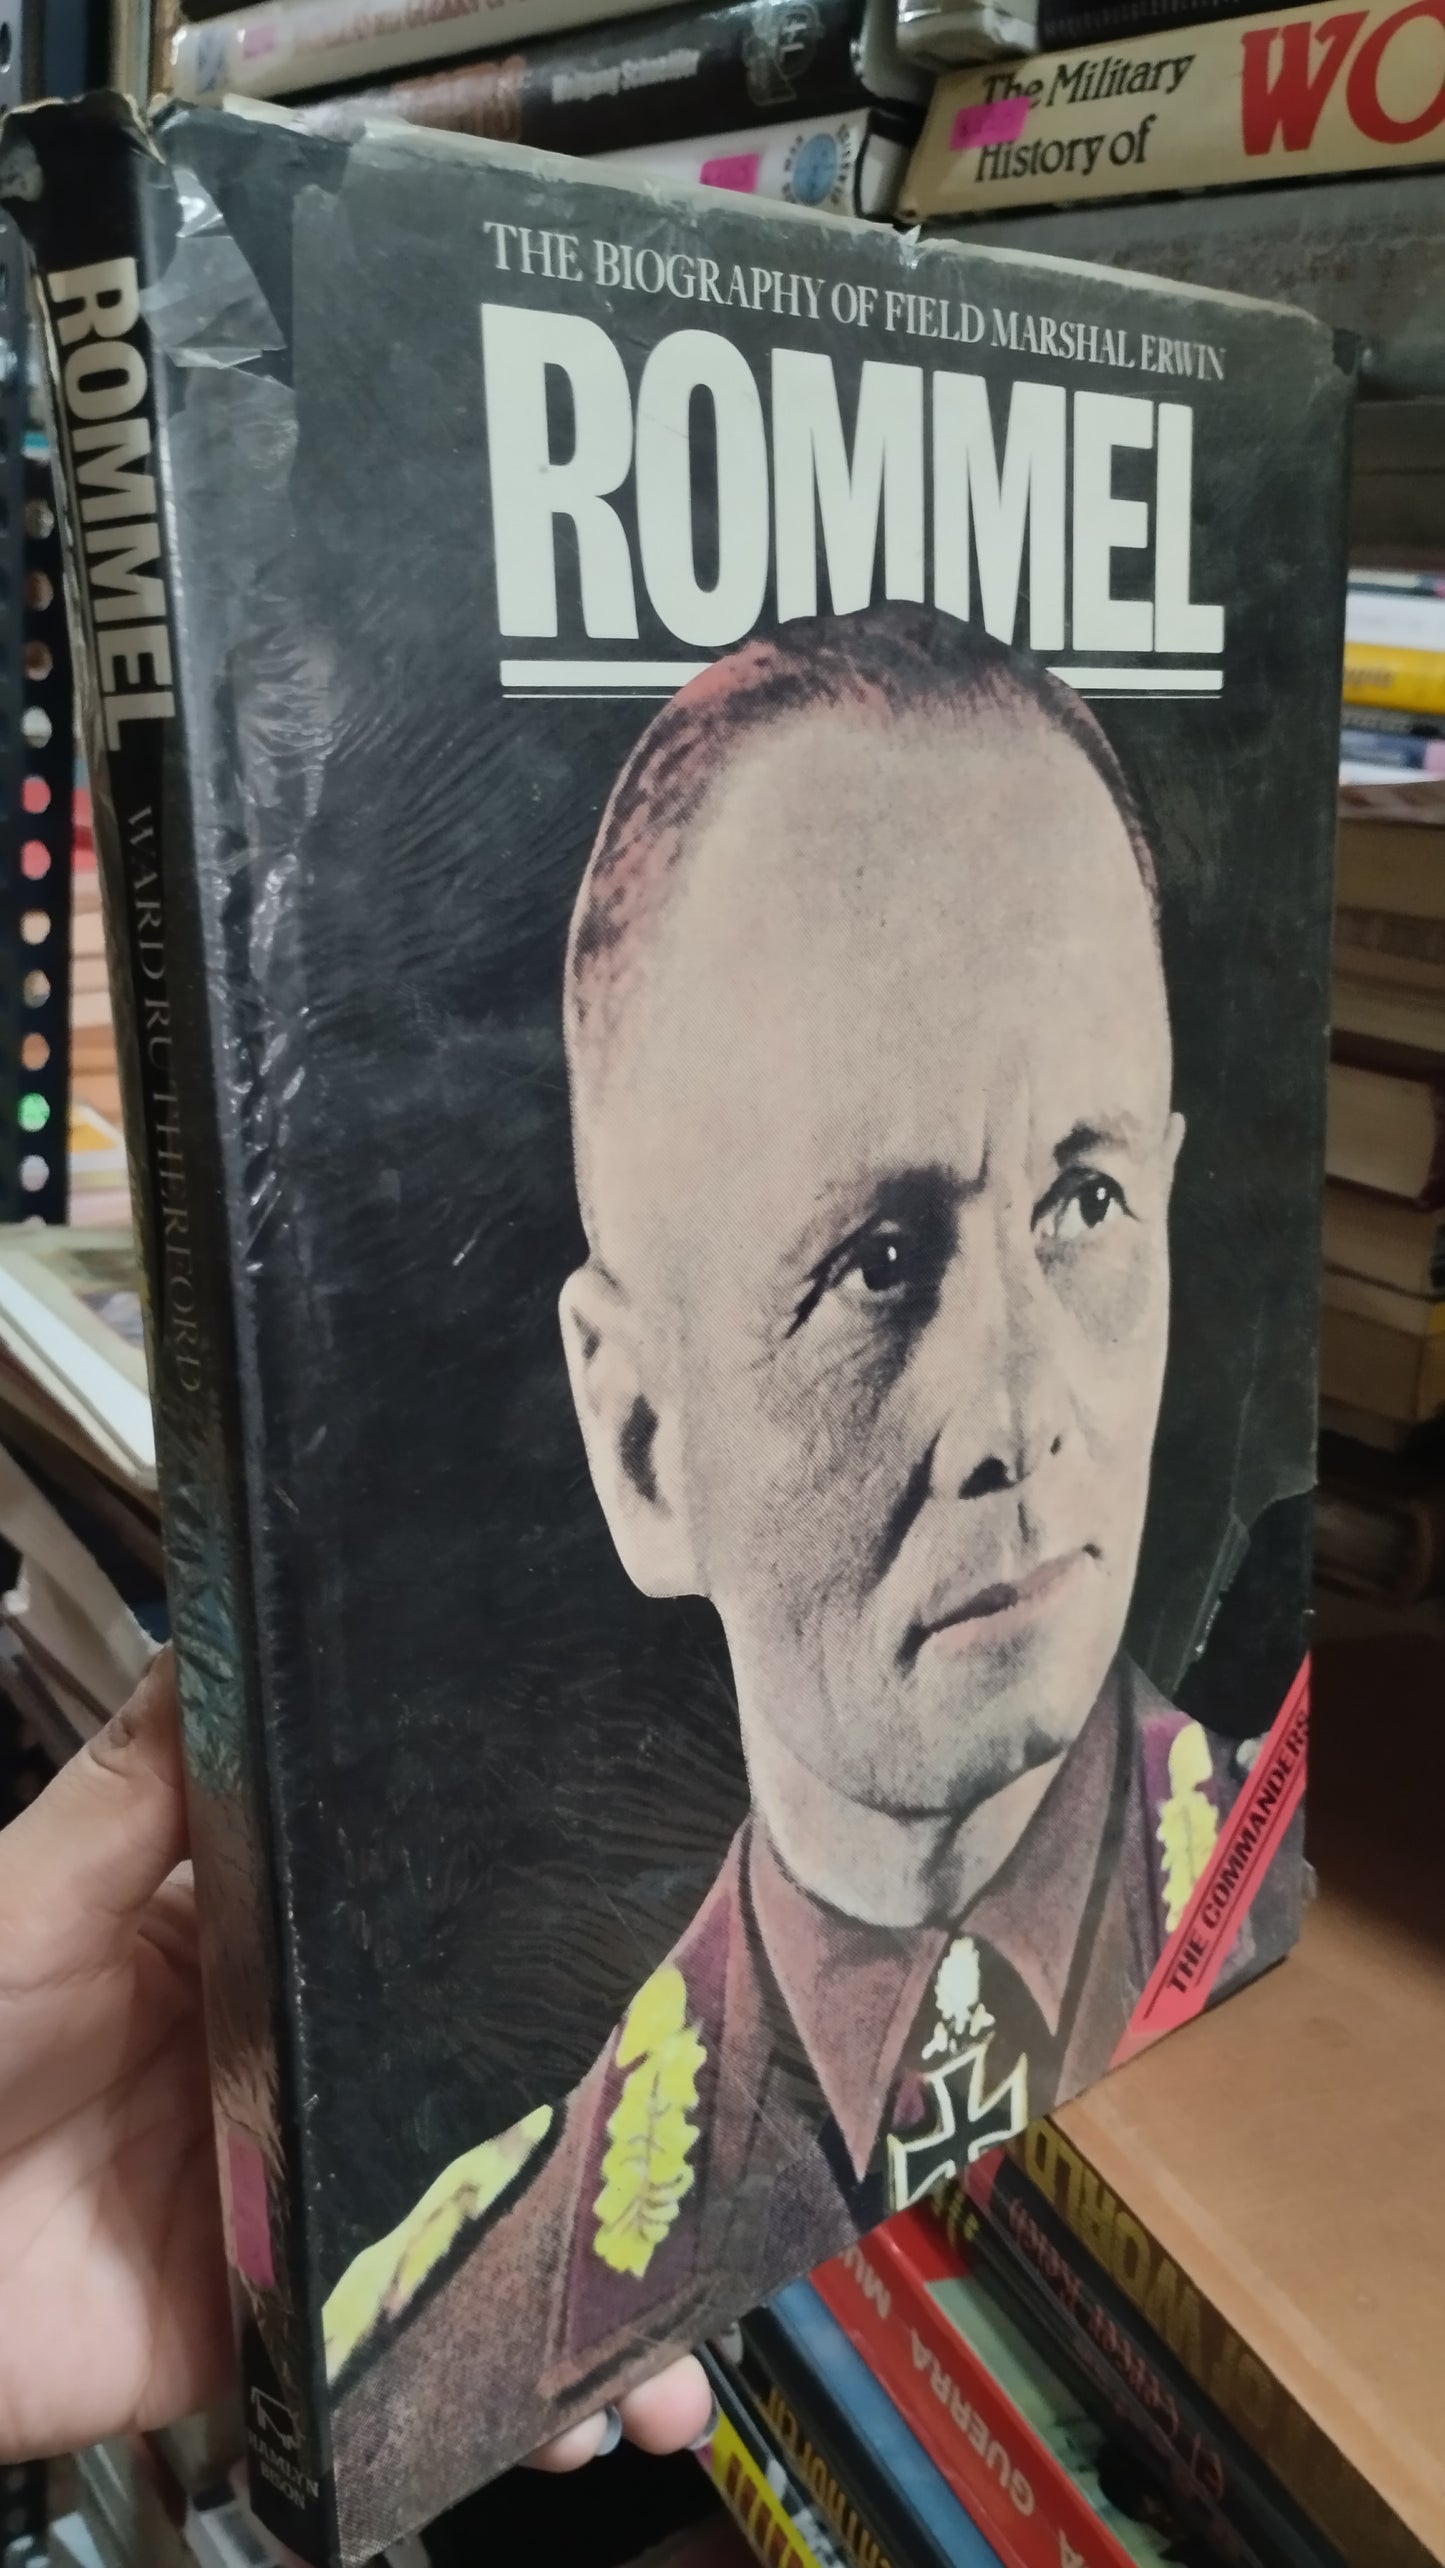 Wolfgang Schneider
The Military
History of
WO
THE BIOGRAPHY OF FIELD MARSHAL ERWIN
ROMMEL
ROMMEL
WARD RUTHERFORD
THE COMMANDERS
HAMLYN
BISON
WORLD
GUERRA